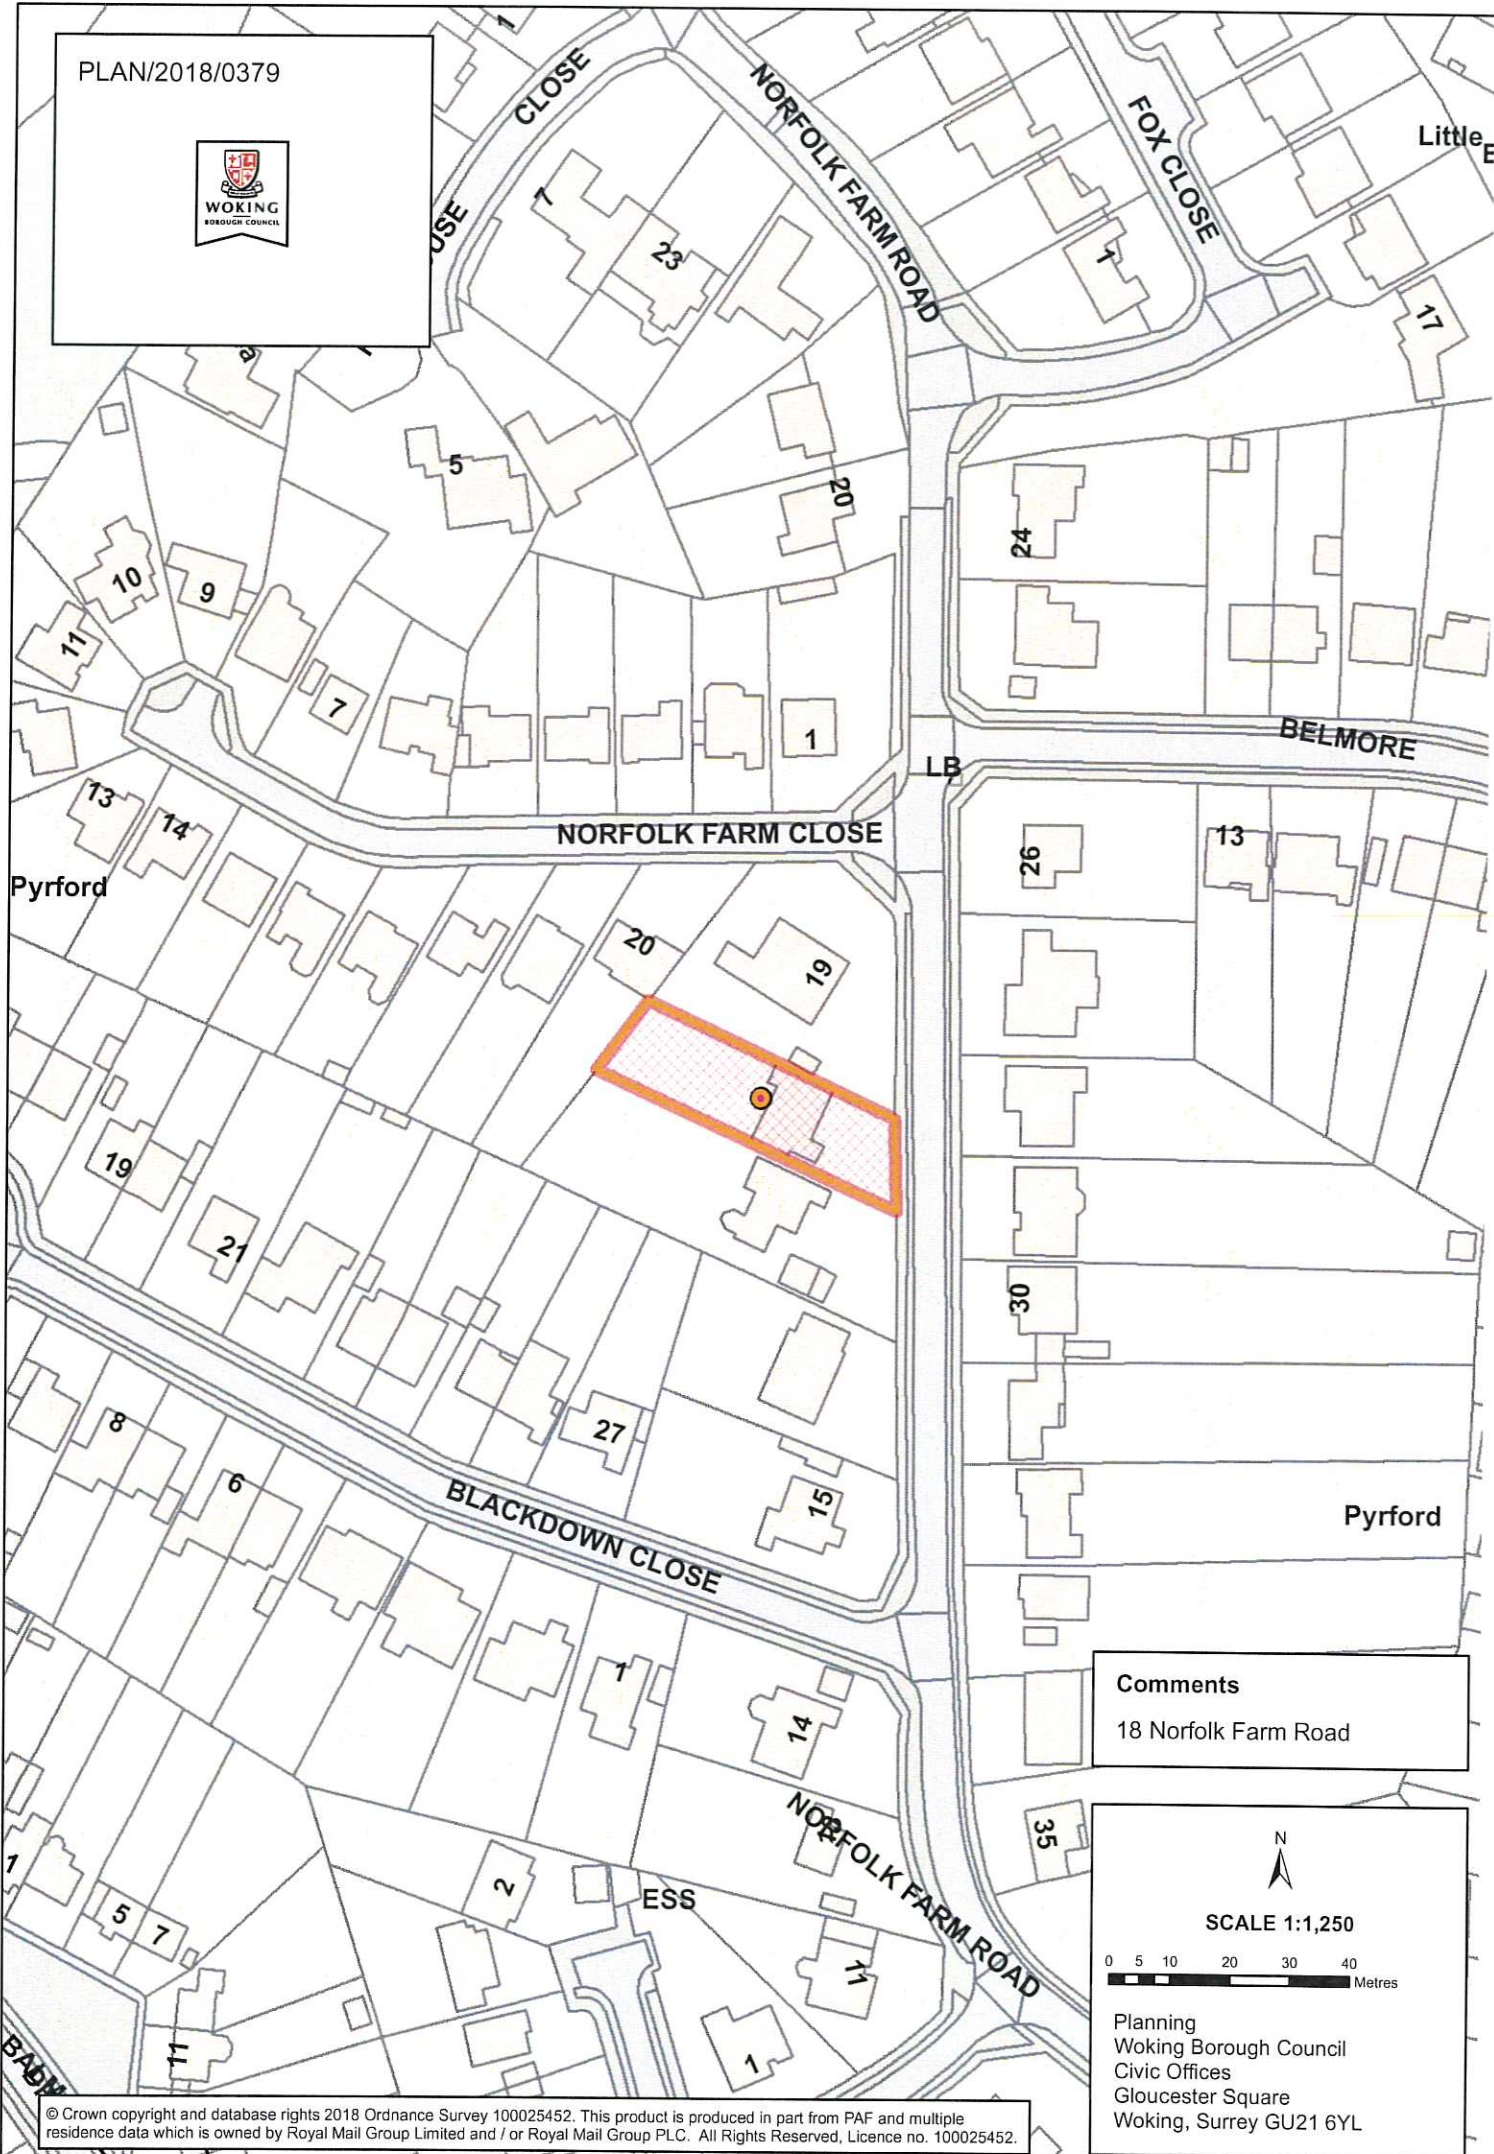 PLAN/2018/0379
WOKING
BOROUGH COUNCIL
1
CLOSE
NORFOLK FARM ROAD
FOX CLOSE
Little
7
23
1
17
a
5
20
24
10
9
11
7
1
BELMORE
LB
13
14
NORFOLK FARM CLOSE
26
13
Pyrford
20
19
19
21
30
8
27
6
15
BLACKDOWN CLOSE
Pyrford
1
14
Comments
18 Norfolk Farm Road
NORFOLK FARM ROAD
35
1
2
ESS
5
7
11
11
1
N
SCALE 1:1,250
0 5 10 20 30 40
Metres
Planning
Woking Borough Council
Civic Offices
Gloucester Square
Woking, Surrey GU21 6YL
© Crown copyright and database rights 2018 Ordnance Survey 100025452. This product is produced in part from PAF and multiple
residence data which is owned by Royal Mail Group Limited and / or Royal Mail Group PLC. All Rights Reserved, Licence no. 100025452.